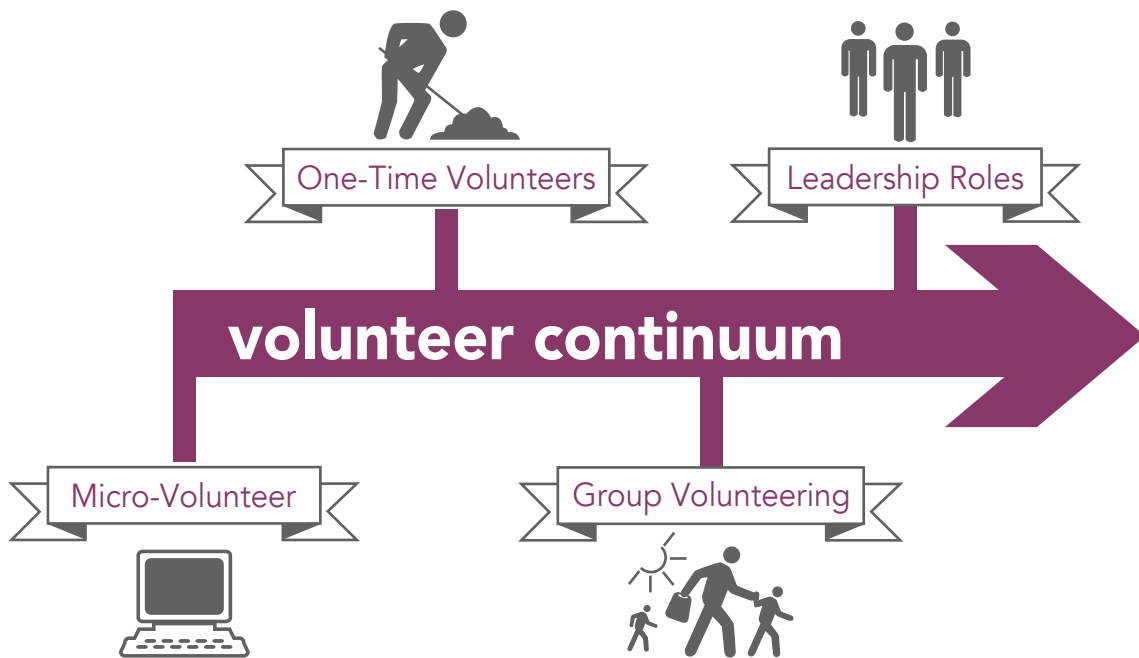 One-Time Volunteers
Leadership Roles
volunteer continuum
Micro-Volunteer
Group Volunteering